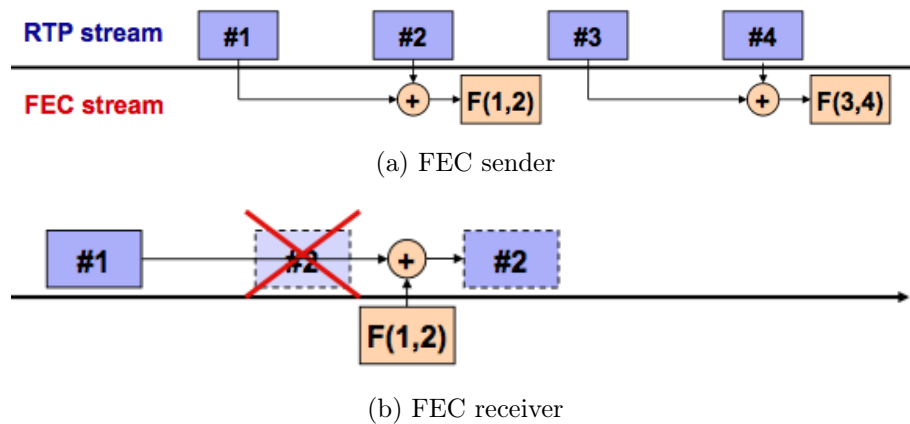 RTP stream #1 #2 #3 #4
FEC stream + F(1,2) + F(3,4)
(a) FEC sender
#1 #2 + #2
F(1,2)
(b) FEC receiver